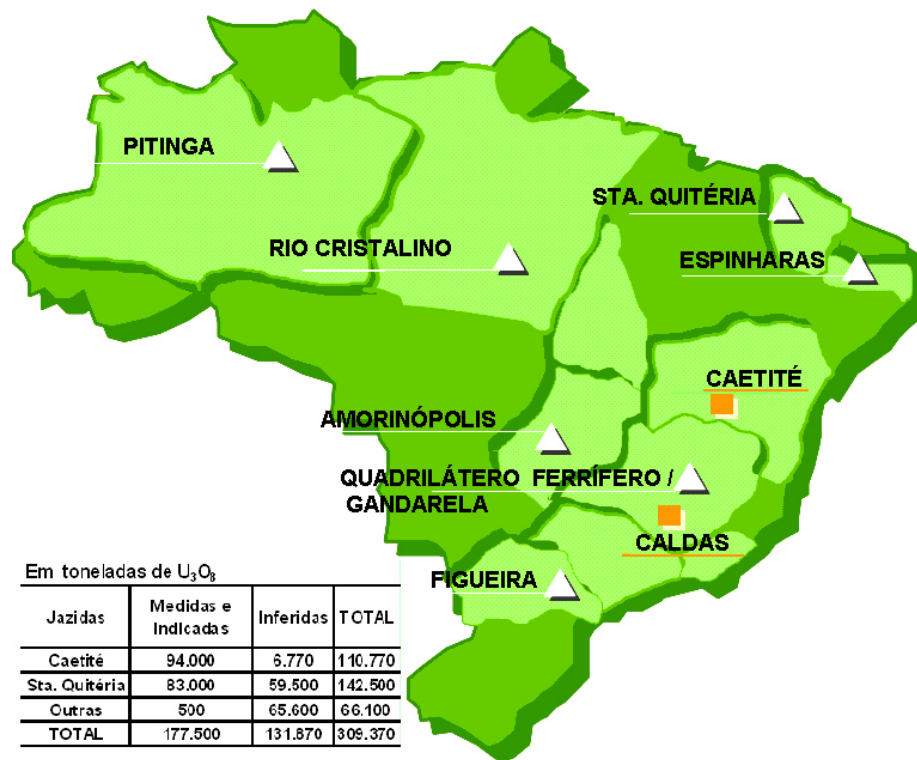 PITINGA
STA. QUITÉRIA
RIO CRISTALINO
ESPINHARAS
CAETITÉ
AMORINÓPOLIS
QUADRILÁTERO FERRÍFERO /
GANDARELA
CALDAS
FIGUEIRA
Em toneladas de U₃O₈
Jazidas Medidas e Indicadas Inferidas TOTAL
Caetité 94.000 6.770 110.770
Sta. Quitéria 83.000 59.500 142.500
Outras 500 65.600 66.100
TOTAL 177.500 131.870 309.370